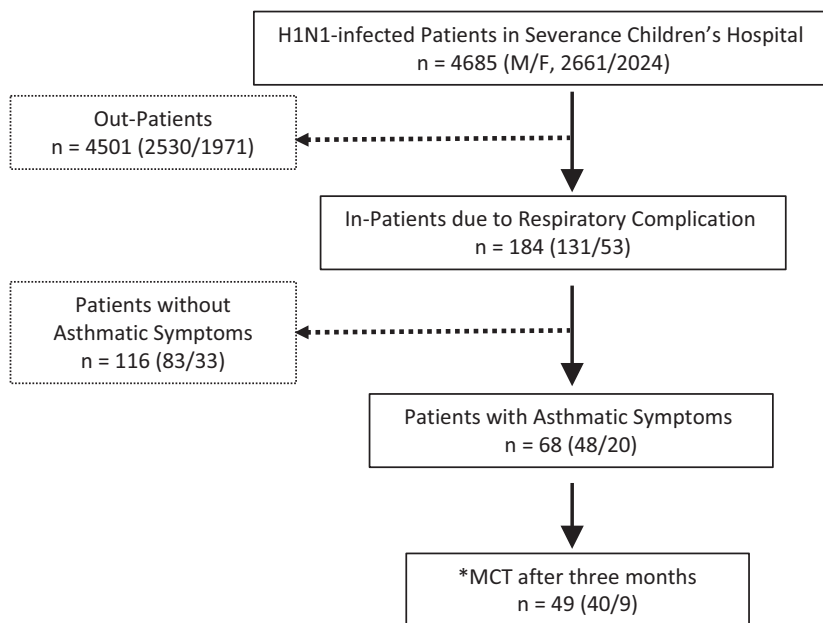 H1N1-infected Patients in Severance Children’s Hospital
n = 4685 (M/F, 2661/2024)
Out-Patients
n = 4501 (2530/1971)
In-Patients due to Respiratory Complication
n = 184 (131/53)
Patients without
Asthmatic Symptoms
n = 116 (83/33)
Patients with Asthmatic Symptoms
n = 68 (48/20)
*MCT after three months
n = 49 (40/9)